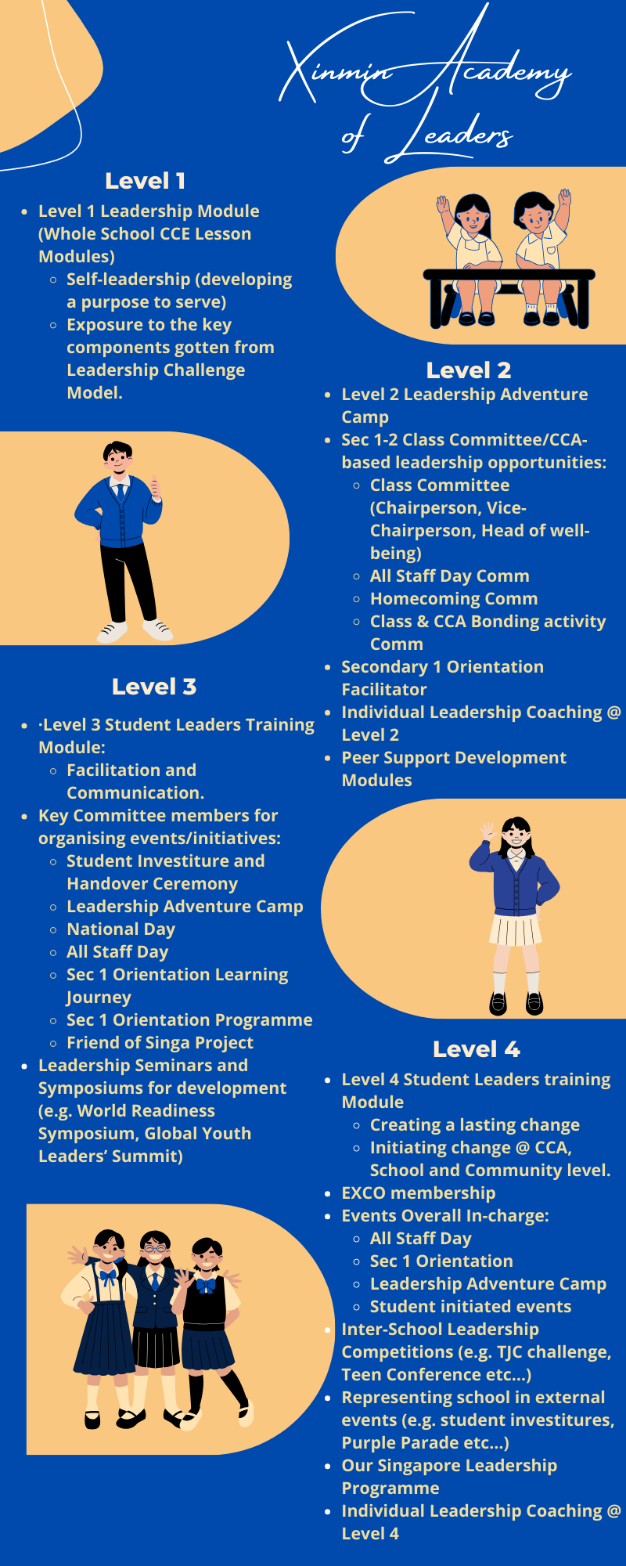 Xinmin Academy
of Leaders
Level 1
• Level 1 Leadership Module
(Whole School CCE Lesson
Modules)
◦ Self-leadership (developing
a purpose to serve)
◦ Exposure to the key
components gotten from
Leadership Challenge
Model.
Level 2
• Level 2 Leadership Adventure
Camp
• Sec 1-2 Class Committee/CCA-
based leadership opportunities:
◦ Class Committee
(Chairperson, Vice-
Chairperson, Head of well-
being)
◦ All Staff Day Comm
◦ Homecoming Comm
◦ Class & CCA Bonding activity
Comm
• Secondary 1 Orientation
Facilitator
• Individual Leadership Coaching @
Level 2
• Peer Support Development
Modules
Level 3
• ·Level 3 Student Leaders Training
Module:
◦ Facilitation and
Communication.
• Key Committee members for
organising events/initiatives:
◦ Student Investiture and
Handover Ceremony
◦ Leadership Adventure Camp
◦ National Day
◦ All Staff Day
◦ Sec 1 Orientation Learning
Journey
◦ Sec 1 Orientation Programme
◦ Friend of Singa Project
• Leadership Seminars and
Symposiums for development
(e.g. World Readiness
Symposium, Global Youth
Leaders’ Summit)
Level 4
• Level 4 Student Leaders training
Module
◦ Creating a lasting change
◦ Initiating change @ CCA,
School and Community level.
• EXCO membership
• Events Overall In-charge:
◦ All Staff Day
◦ Sec 1 Orientation
◦ Leadership Adventure Camp
◦ Student initiated events
• Inter-School Leadership
Competitions (e.g. TJC challenge,
Teen Conference etc...)
• Representing school in external
events (e.g. student investitures,
Purple Parade etc...)
• Our Singapore Leadership
Programme
• Individual Leadership Coaching @
Level 4